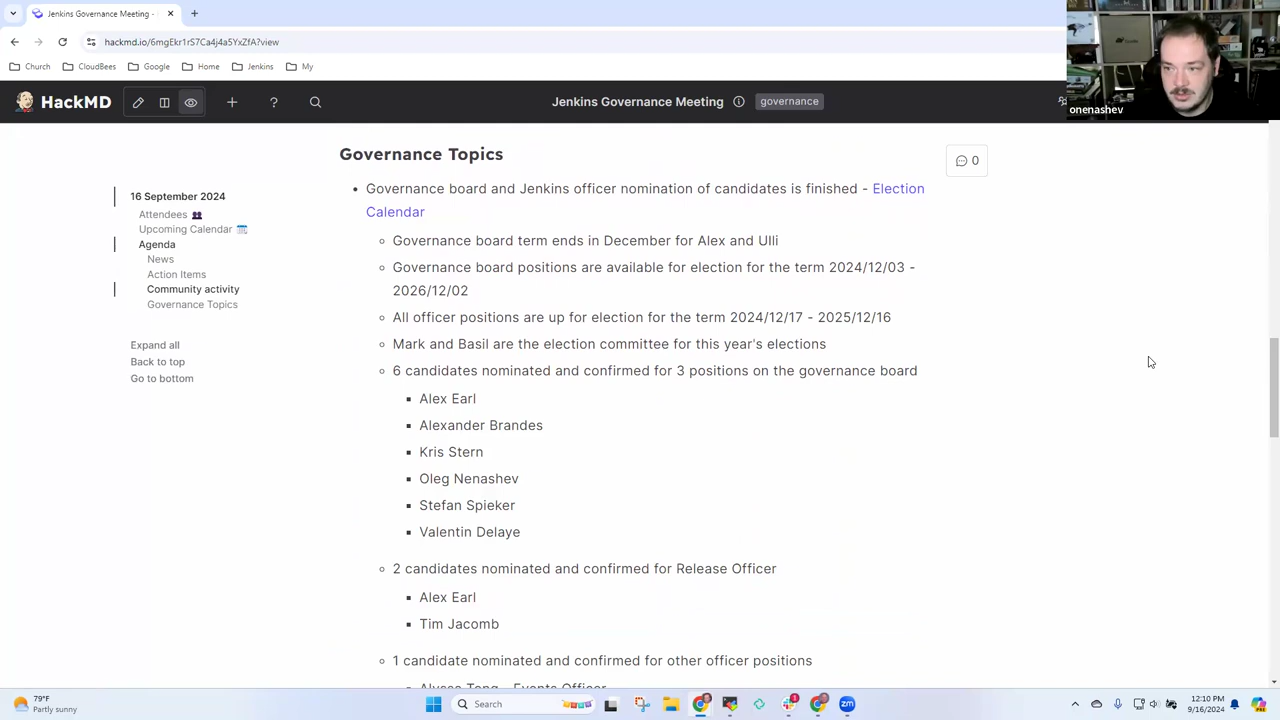 Jenkins Governance Meeting -
hackmd.io/6mgEkr1rS7Ca4j4a5YxZfA?view
Church
CloudBees
Google
Home
Jenkins
My
onenashev
HackMD
Jenkins Governance Meeting
governance
Governance Topics
0
16 September 2024
Attendees
Upcoming Calendar
Agenda
News
Action Items
Community activity
Governance Topics
Expand all
Back to top
Go to bottom
• Governance board and Jenkins officer nomination of candidates is finished - Election
Calendar
Governance board term ends in December for Alex and Ulli
Governance board positions are available for election for the term 2024/12/03 -
2026/12/02
All officer positions are up for election for the term 2024/12/17 - 2025/12/16
Mark and Basil are the election committee for this year's elections
6 candidates nominated and confirmed for 3 positions on the governance board
Alex Earl
Alexander Brandes
Kris Stern
Oleg Nenashev
Stefan Spieker
Valentin Delaye
2 candidates nominated and confirmed for Release Officer
Alex Earl
Tim Jacomb
1 candidate nominated and confirmed for other officer positions
Alyssa Tong - Events Officer
79°F
Partly sunny
Search
12:10 PM
9/16/2024